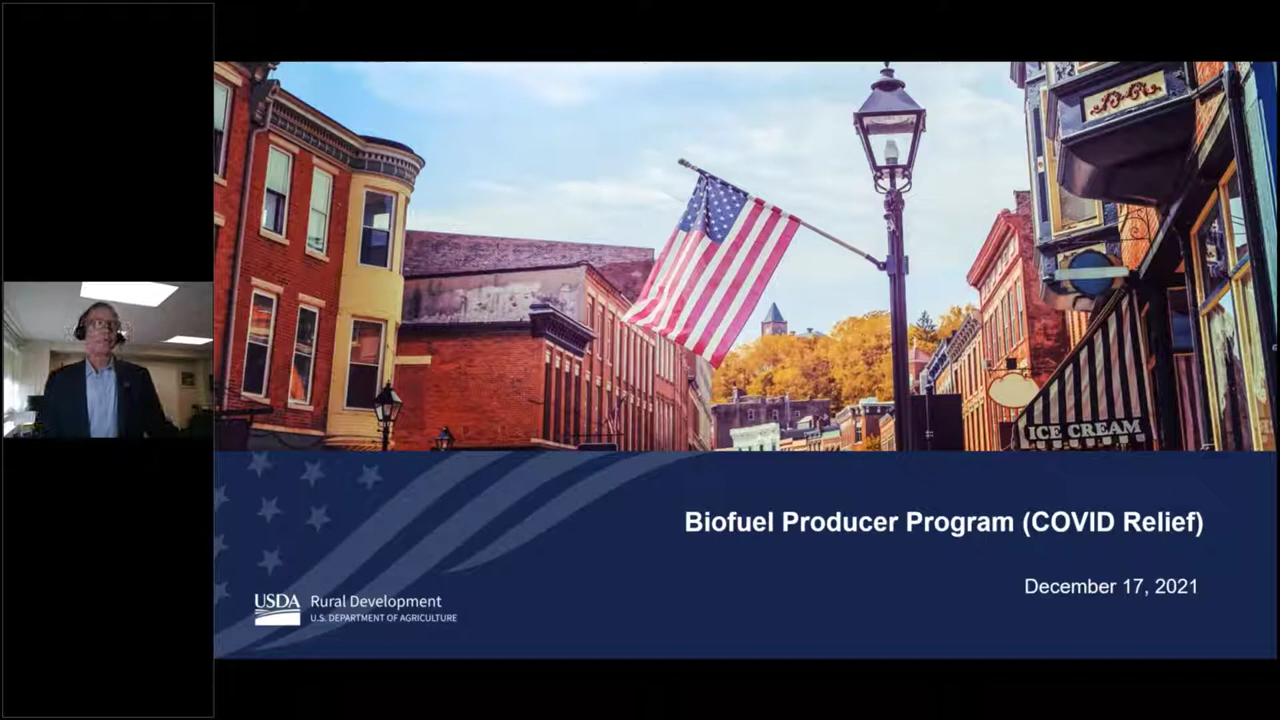 ICE CREAM
Biofuel Producer Program (COVID Relief)
December 17, 2021
USDA Rural Development
U.S. DEPARTMENT OF AGRICULTURE